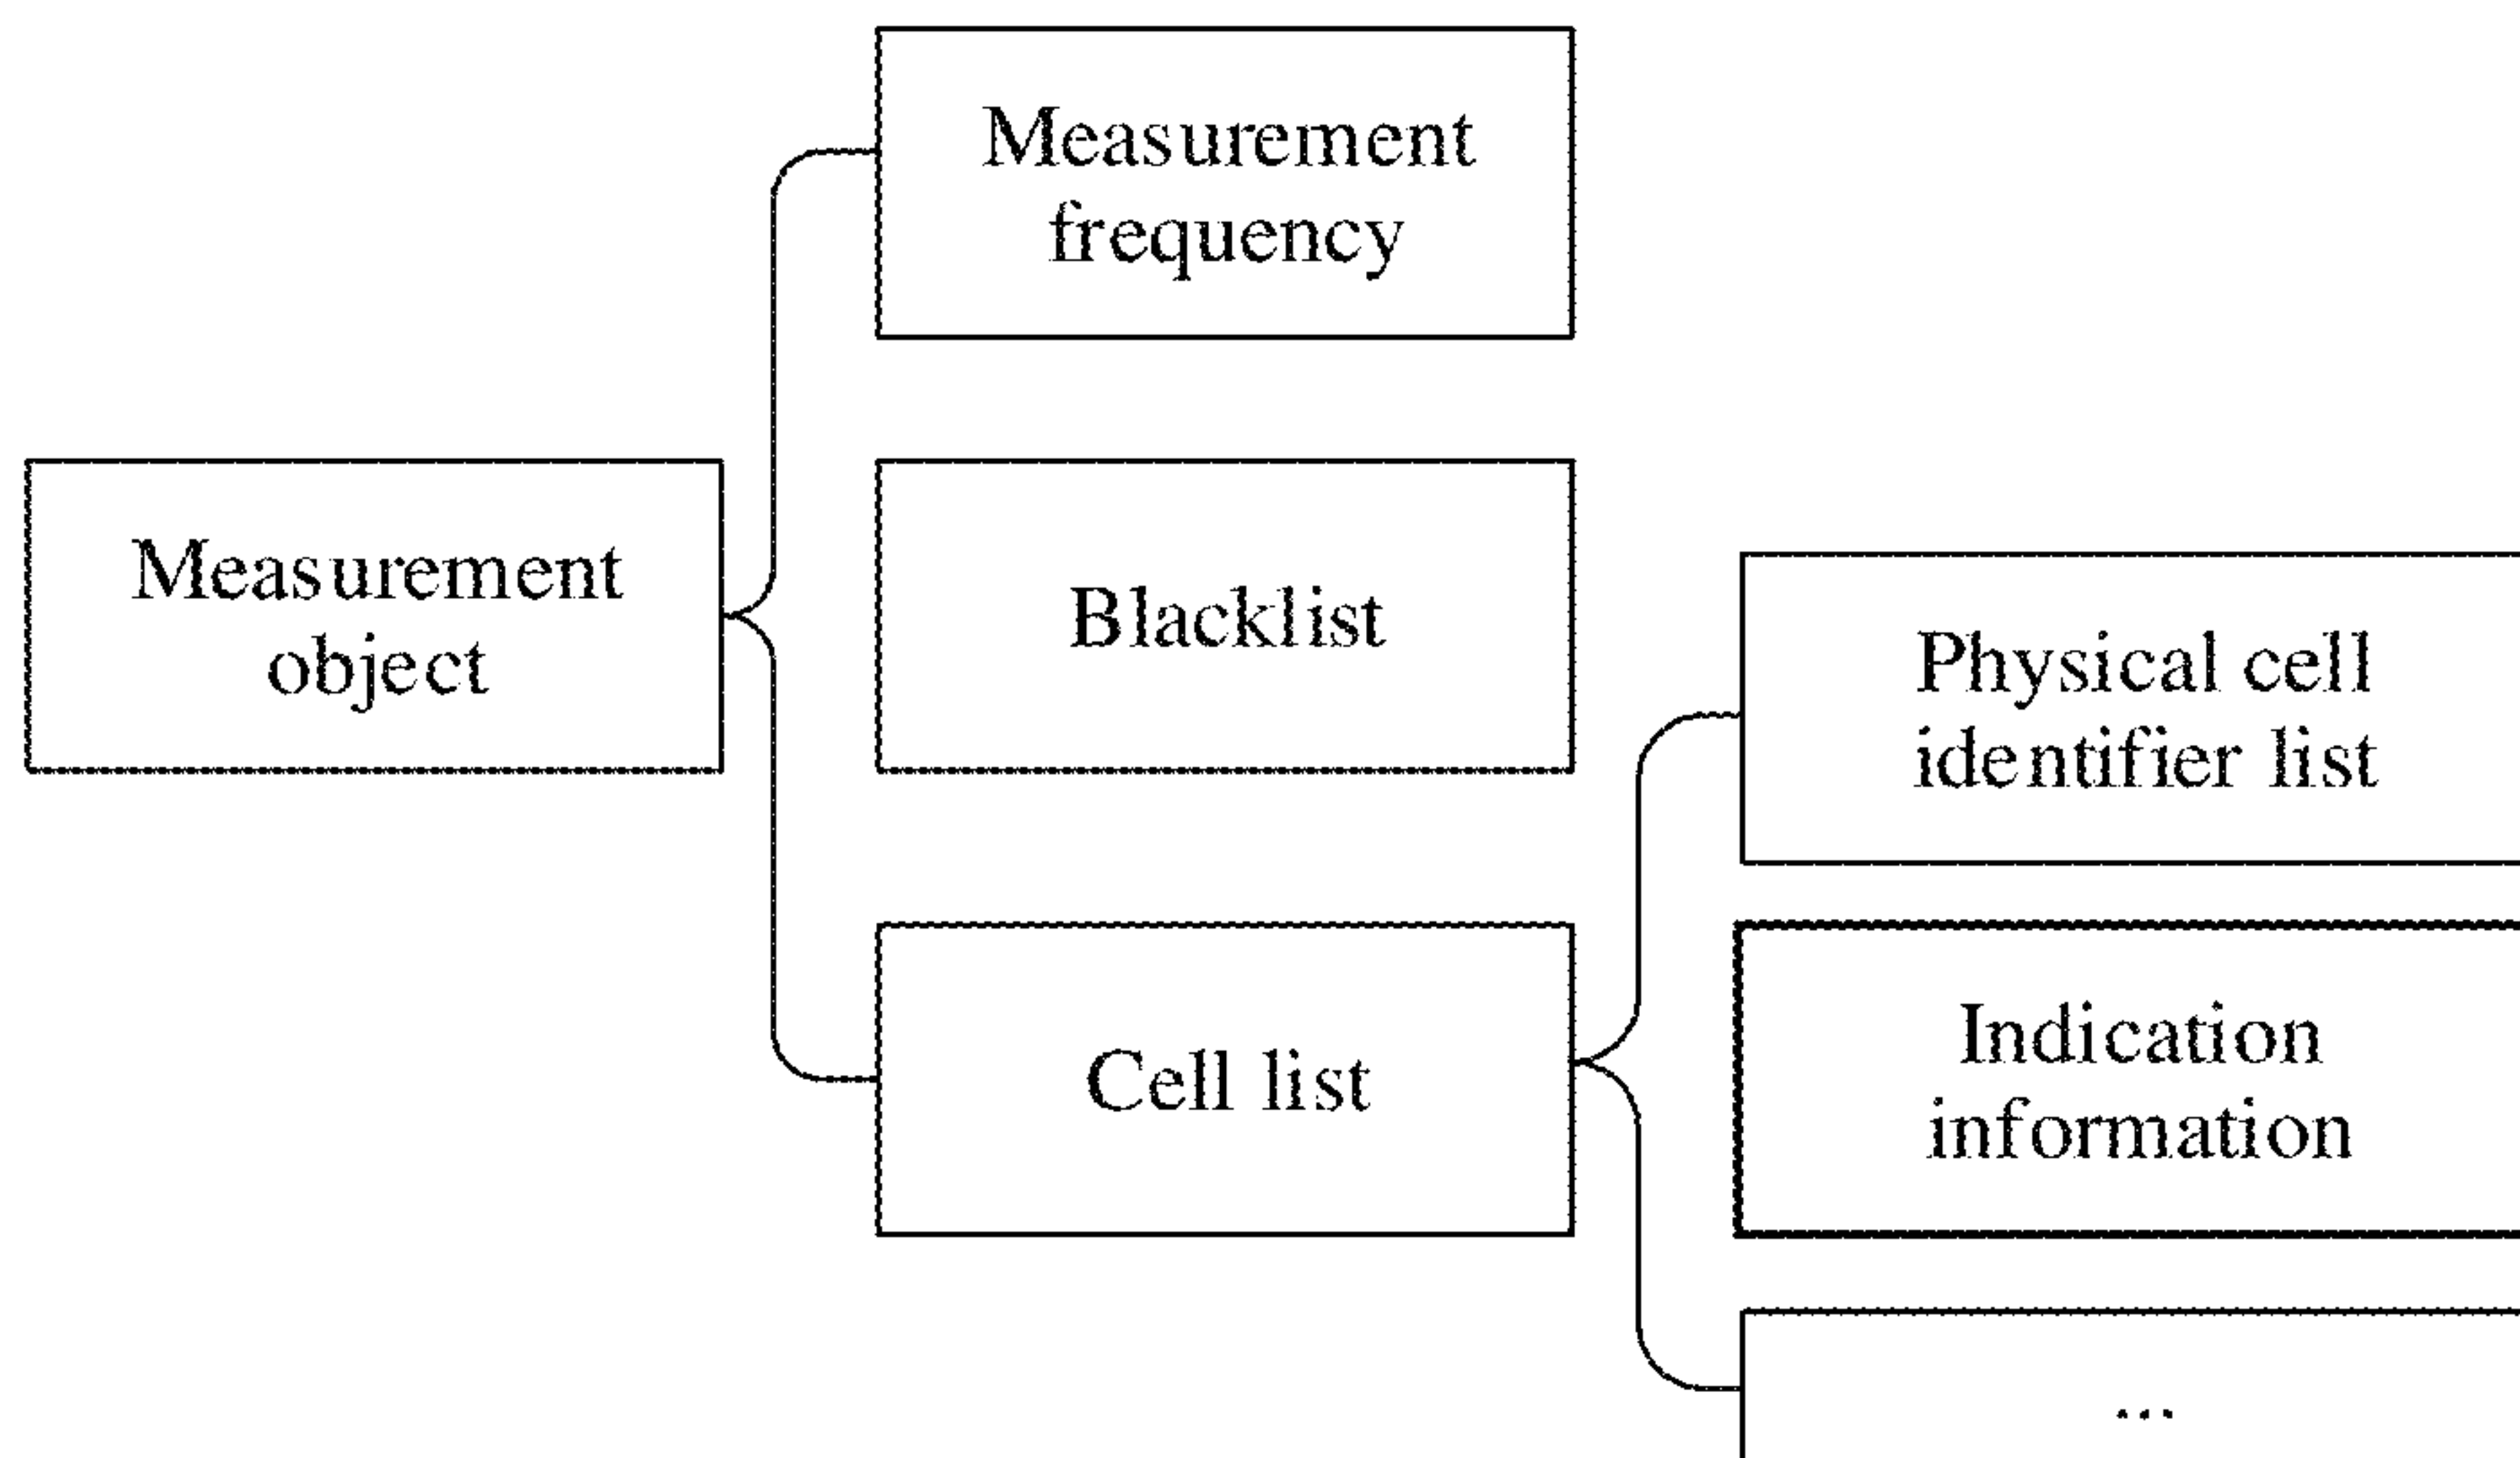 Measurement
frequency
Measurement
object
Blacklist
Physical cell
identifier list
Cell list
Indication
information
...